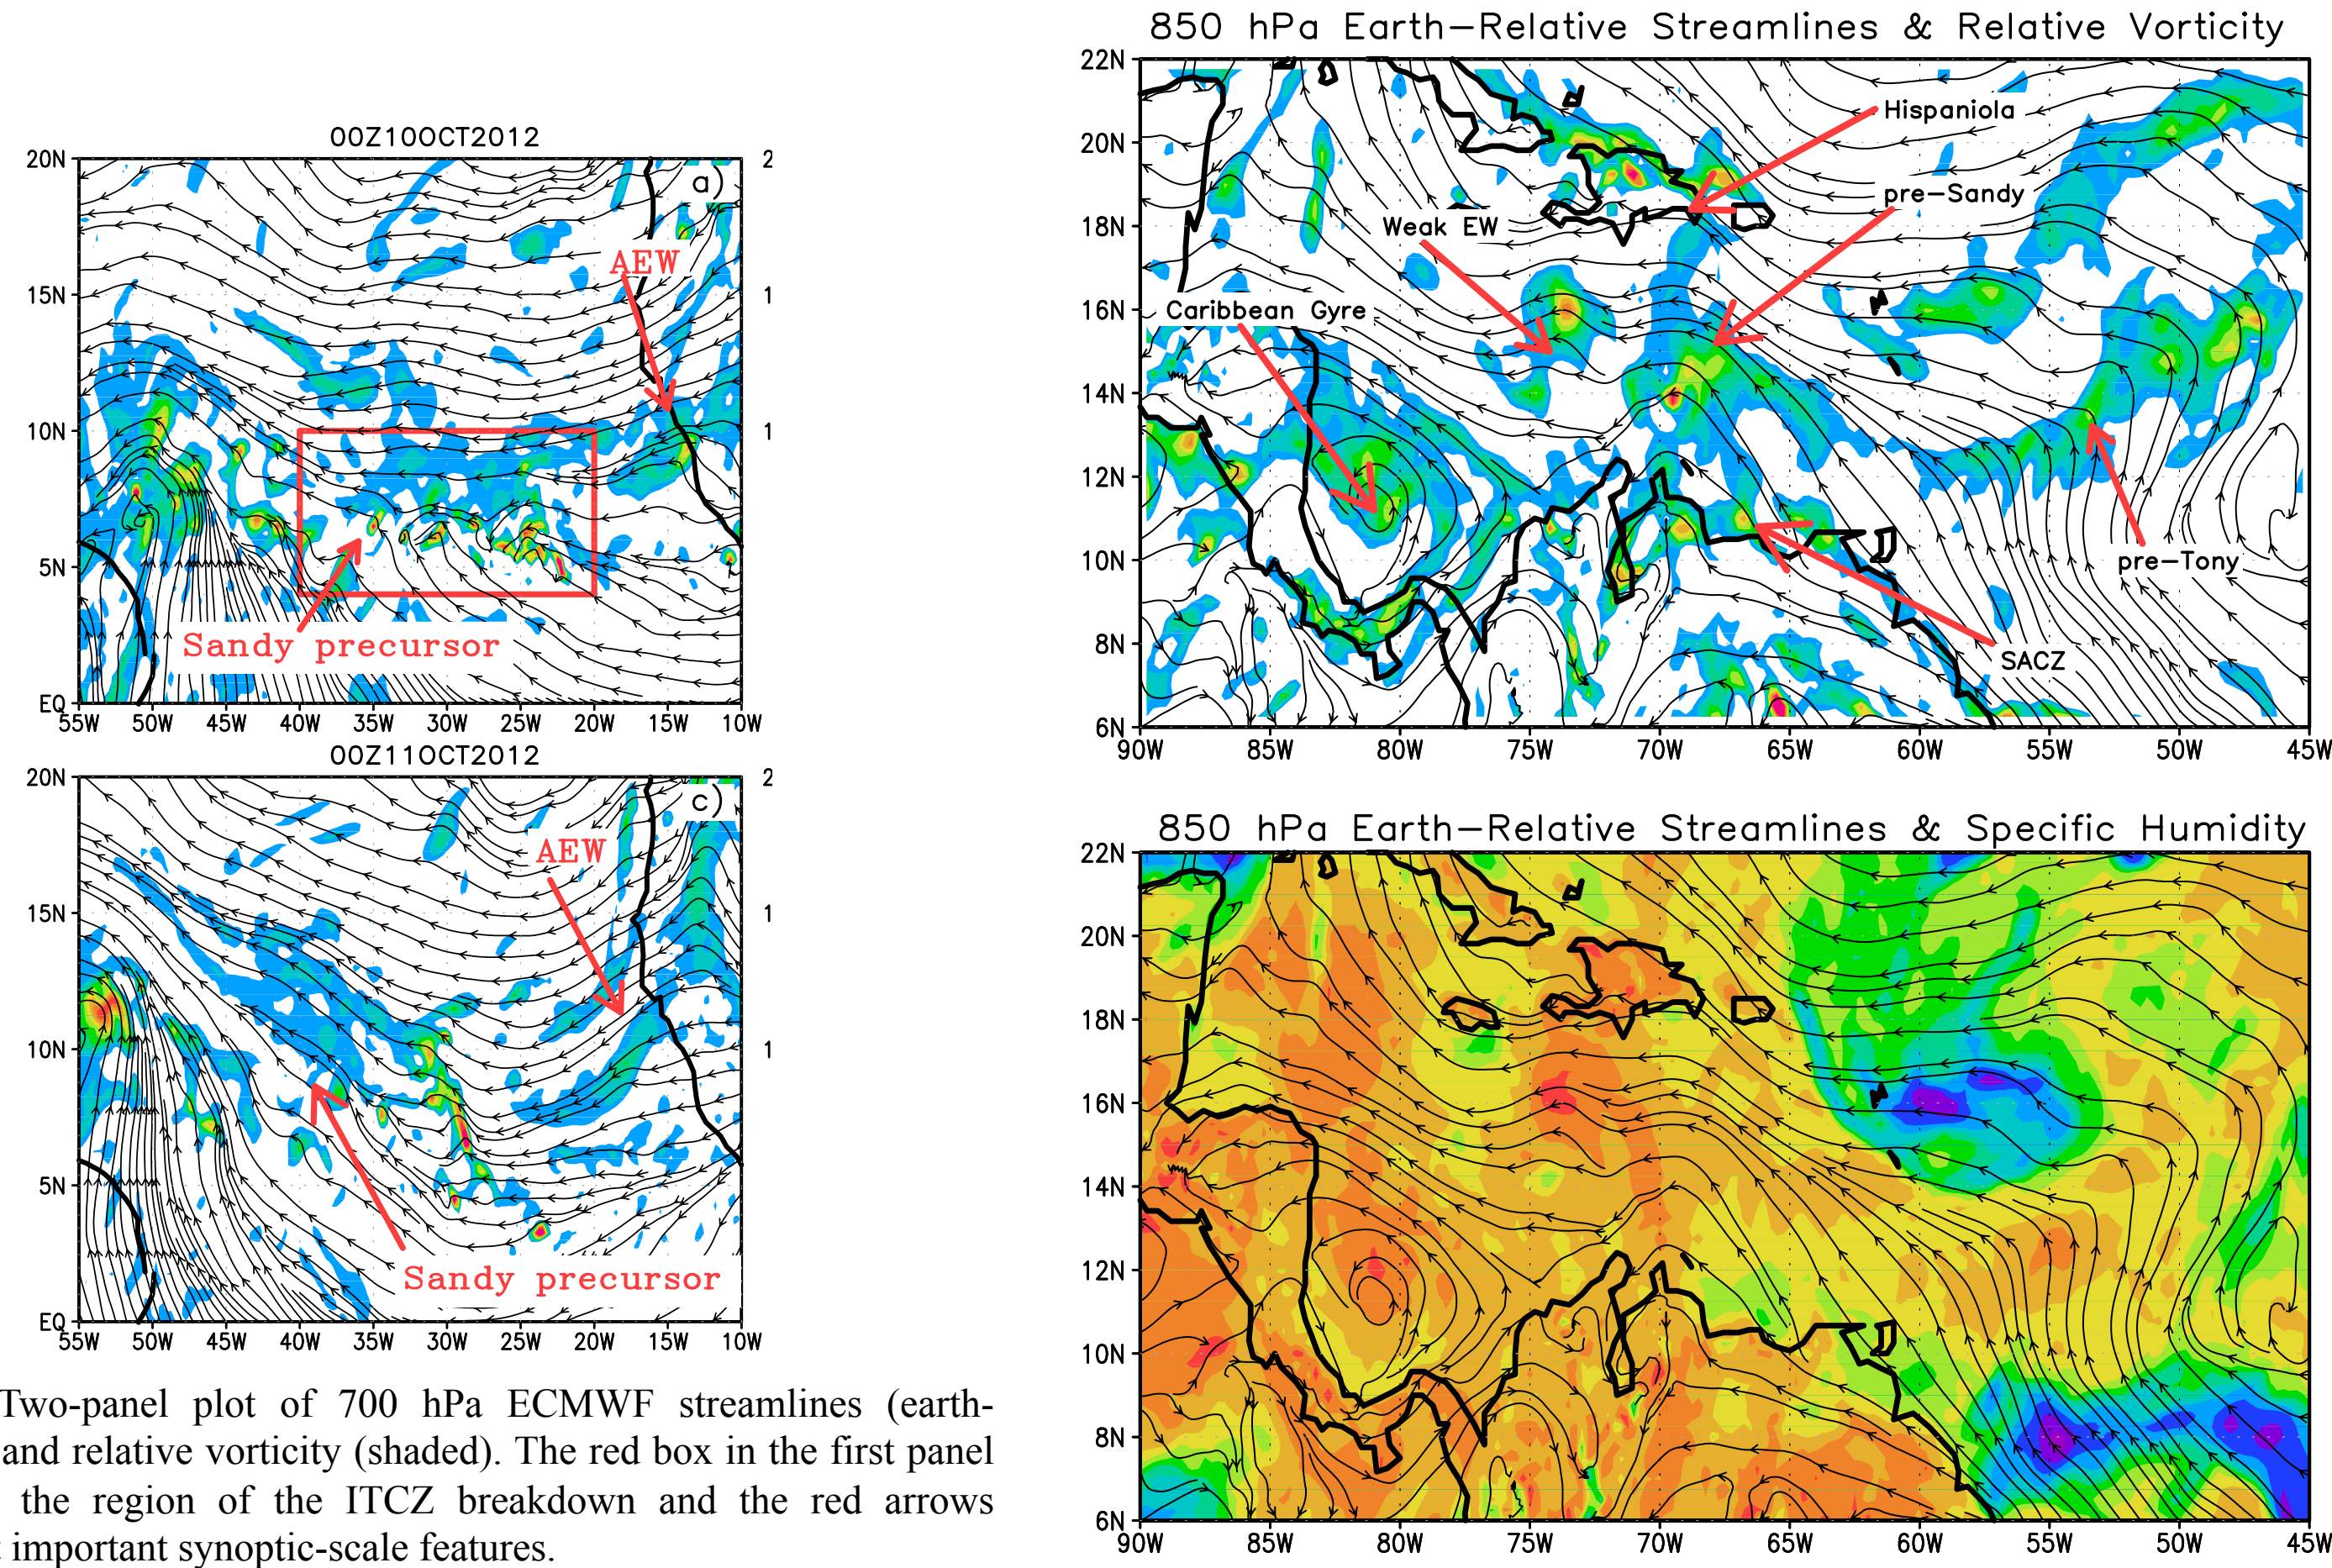 00Z10OCT2012
20N
15N
10N
5N
EQ
a)
AEW
Sandy precursor
2
1
1
55W 50W 45W 40W 35W 30W 25W 20W 15W 10W
00Z11OCT2012
20N
15N
10N
5N
EQ
c)
AEW
Sandy precursor
2
1
1
55W 50W 45W 40W 35W 30W 25W 20W 15W 10W
Two-panel plot of 700 hPa ECMWF streamlines (earth-
and relative vorticity (shaded). The red box in the first panel
the region of the ITCZ breakdown and the red arrows
important synoptic-scale features.
850 hPa Earth-Relative Streamlines & Relative Vorticity
22N
20N
18N
16N
14N
12N
10N
8N
6N
Hispaniola
pre-Sandy
Weak EW
Caribbean Gyre
pre-Tony
SACZ
90W 85W 80W 75W 70W 65W 60W 55W 50W 45W
850 hPa Earth-Relative Streamlines & Specific Humidity
22N
20N
18N
16N
14N
12N
10N
8N
6N
90W 85W 80W 75W 70W 65W 60W 55W 50W 45W